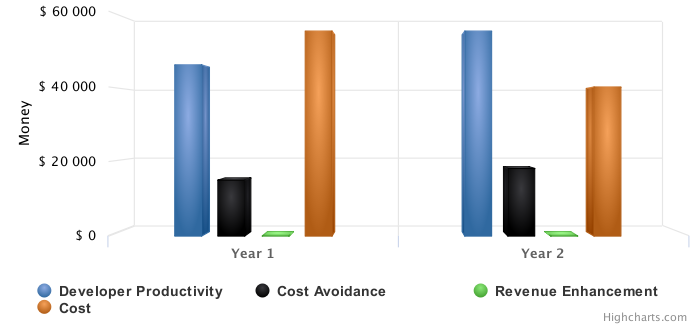 $ 60 000
$ 40 000
$ 20 000
$ 0
Money
Year 1
Year 2
Developer Productivity
Cost Avoidance
Revenue Enhancement
Cost
Highcharts.com